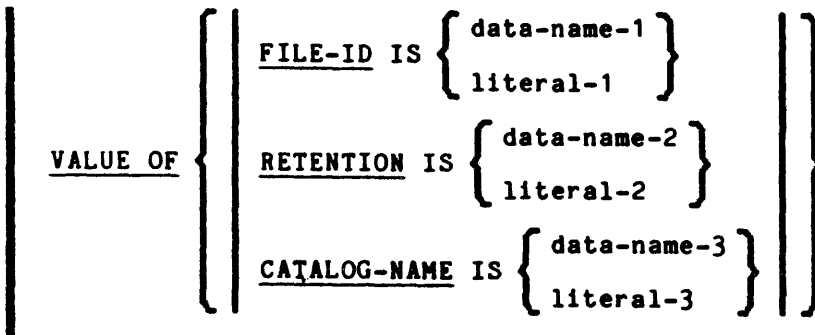 data-name-1
FILE-ID IS
literal-1
data-name-2
VALUE OF RETENTION IS
literal-2
data-name-3
CATALOG-NAME IS
literal-3